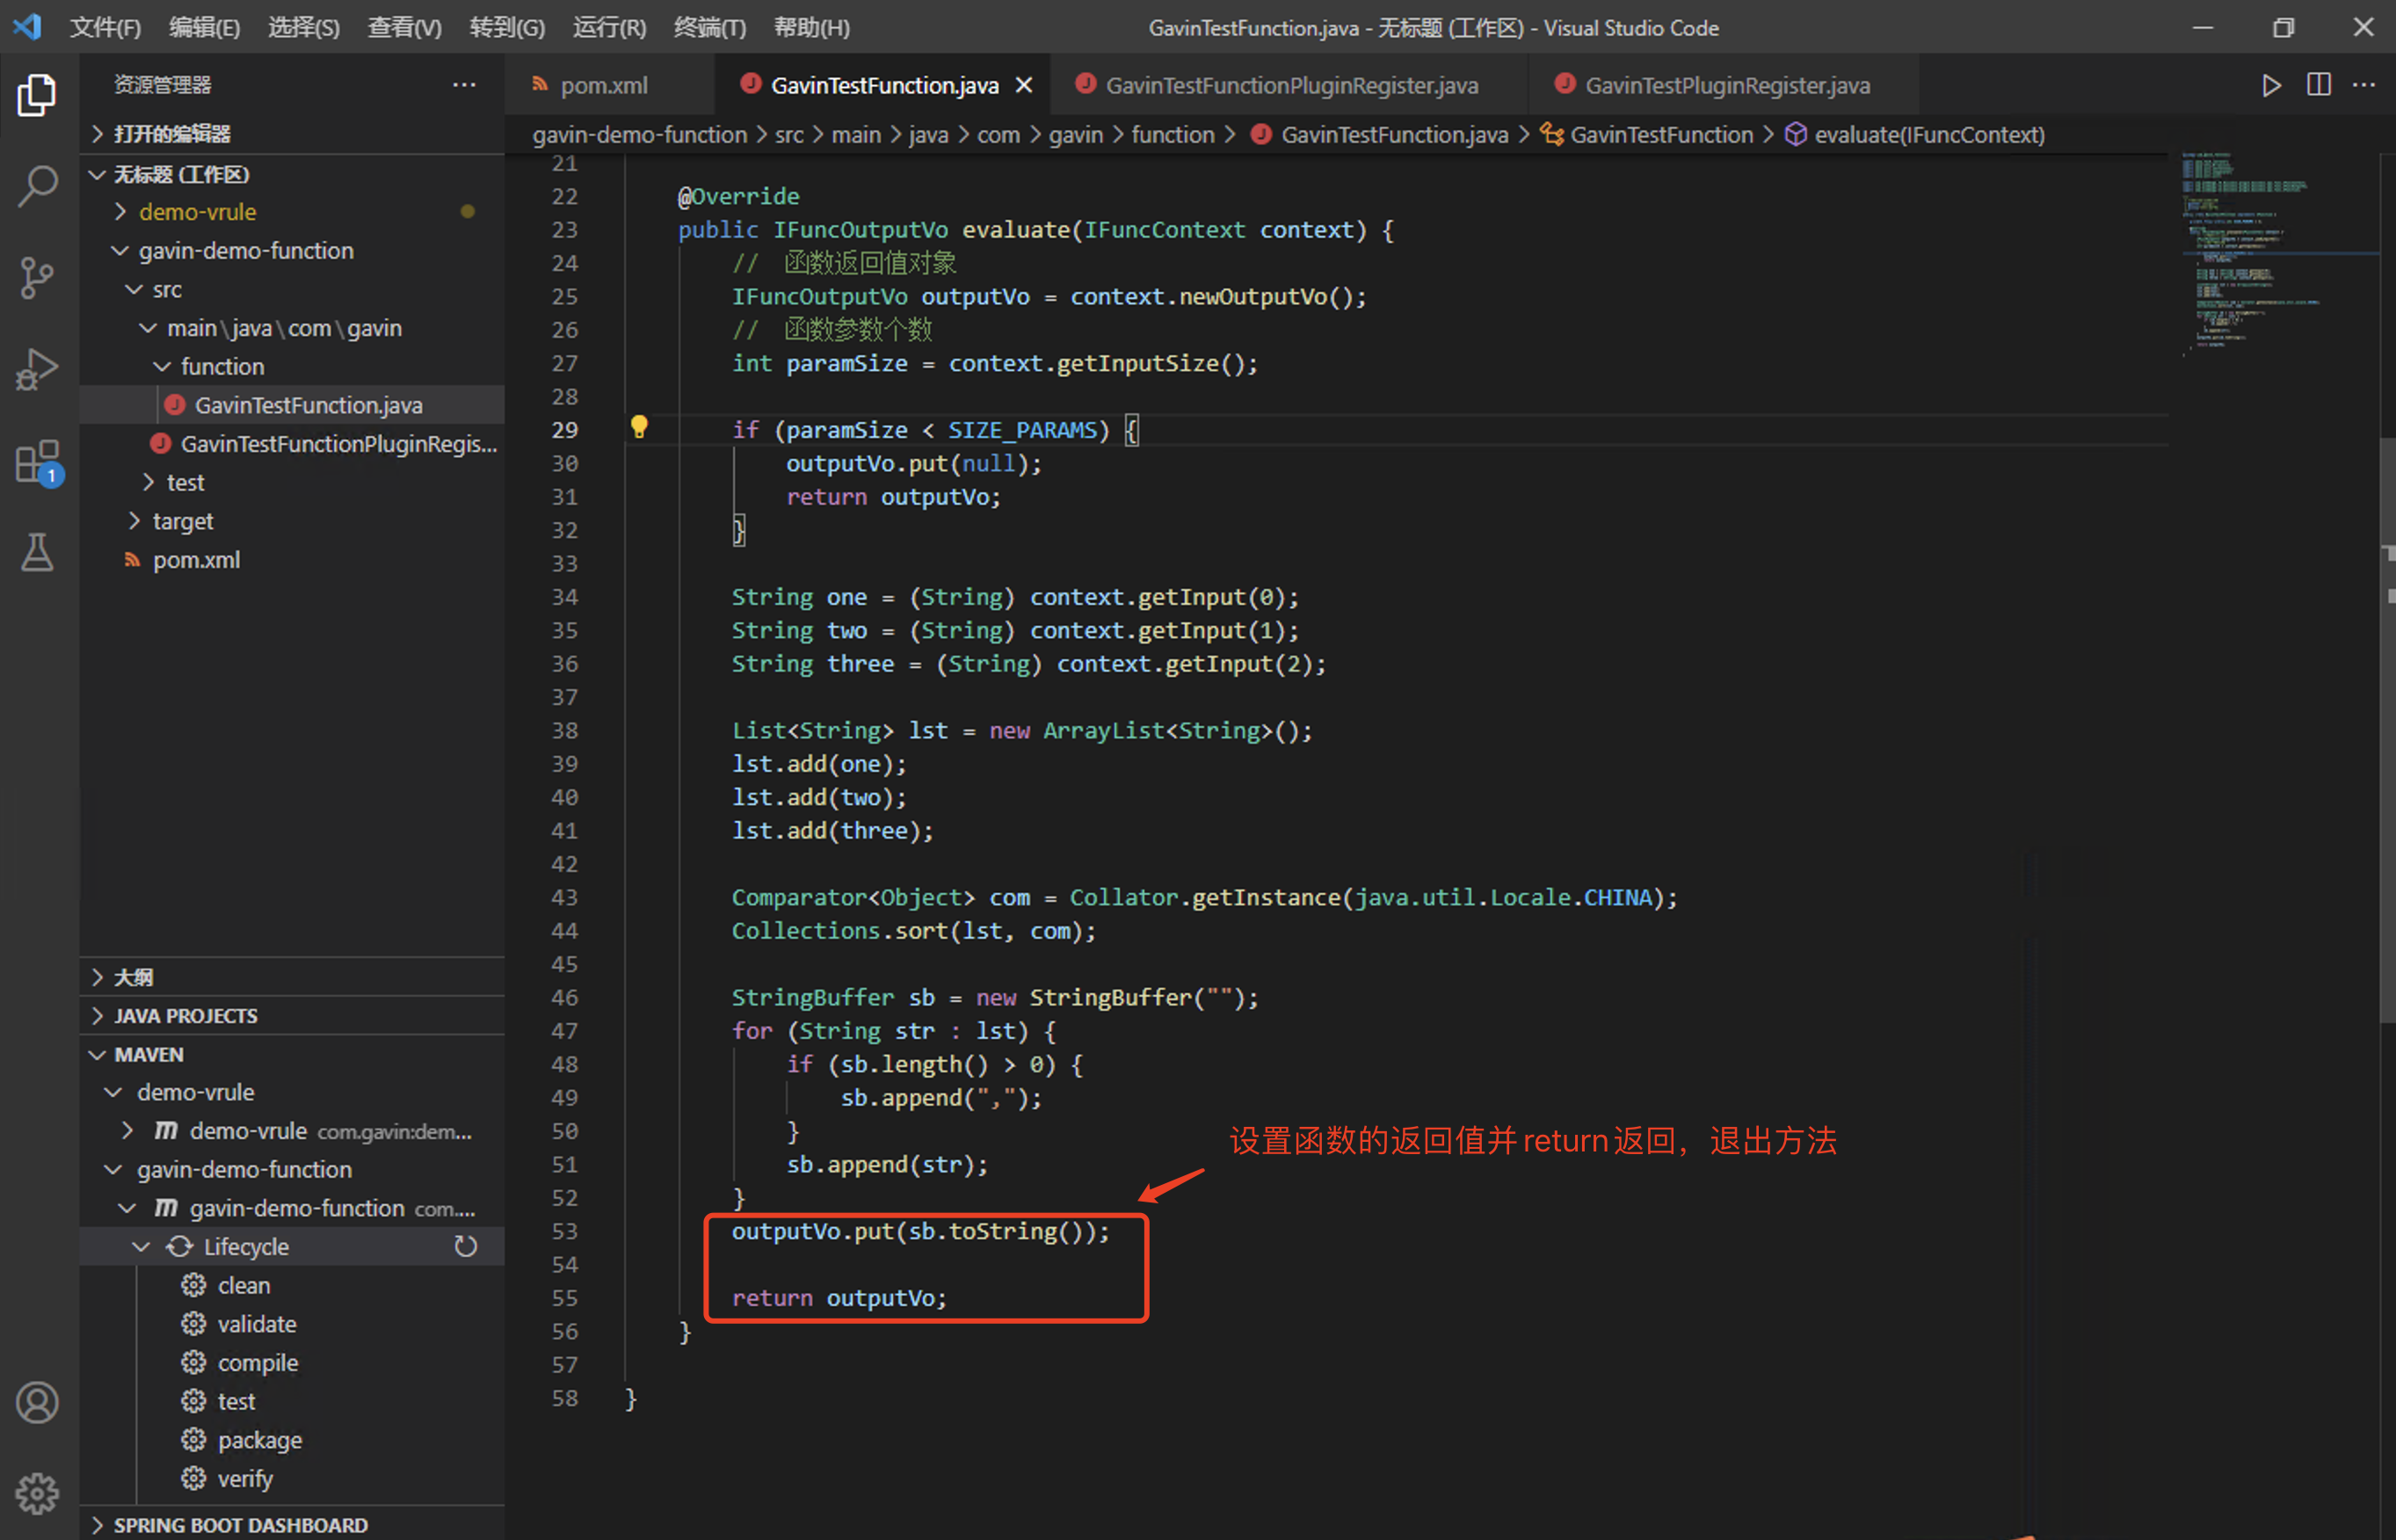 文件(F) 编辑(E) 选择(S) 查看(V) 转到(G) 运行(R) 终端(T) 帮助(H) GavinTestFunction.java - 无标题 (工作区) - Visual Studio Code
资源管理器
打开的编辑器
无标题 (工作区)
demo-vrule
gavin-demo-function
src
main\java\com\gavin
function
GavinTestFunction.java
GavinTestFunctionPluginRegis...
test
target
pom.xml
1
大纲
JAVA PROJECTS
MAVEN
demo-vrule
demo-vrule com.gavin:dem...
gavin-demo-function
gavin-demo-function com....
Lifecycle
clean
validate
compile
test
package
verify
SPRING BOOT DASHBOARD
pom.xml GavinTestFunction.java GavinTestFunctionPluginRegister.java GavinTestPluginRegister.java
gavin-demo-function > src > main > java > com > gavin > function > GavinTestFunction.java > GavinTestFunction > evaluate(IFuncContext)
21
22 @Override
23 public IFuncOutputVo evaluate(IFuncContext context) {
24 // 函数返回值对象
25 IFuncOutputVo outputVo = context.newOutputVo();
26 // 函数参数个数
27 int paramSize = context.getInputSize();
28
29 if (paramSize < SIZE_PARAMS) {
30 outputVo.put(null);
31 return outputVo;
32 }
33
34 String one = (String) context.getInput(0);
35 String two = (String) context.getInput(1);
36 String three = (String) context.getInput(2);
37
38 List<String> lst = new ArrayList<String>();
39 lst.add(one);
40 lst.add(two);
41 lst.add(three);
42
43 Comparator<Object> com = Collator.getInstance(java.util.Locale.CHINA);
44 Collections.sort(lst, com);
45
46 StringBuffer sb = new StringBuffer("");
47 for (String str : lst) {
48 if (sb.length() > 0) {
49 sb.append(",");
50 }
51 sb.append(str);
52 }
53 outputVo.put(sb.toString());
54
55 return outputVo;
56 }
57
58 }
设置函数的返回值并return返回，退出方法